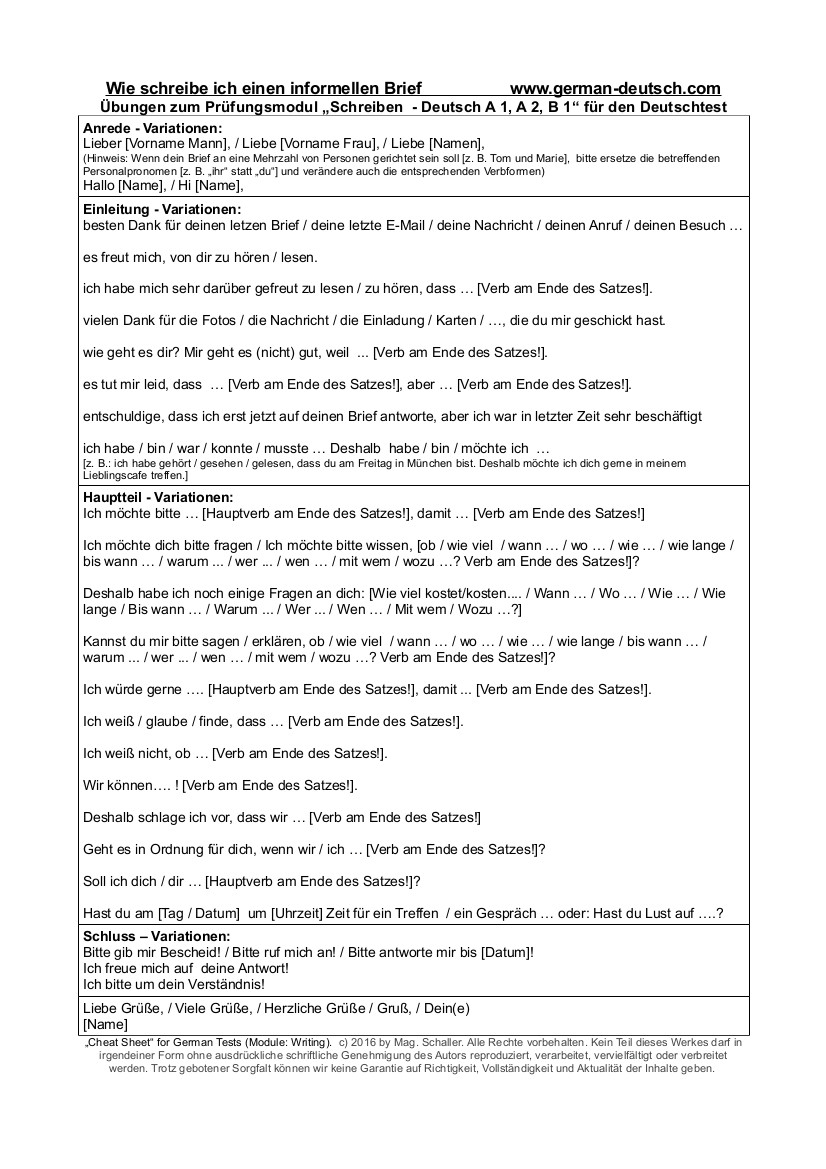 Wie schreibe ich einen informellen Brief www.german-deutsch.com
Übungen zum Prüfungsmodul „Schreiben - Deutsch A 1, A 2, B 1“ für den Deutschtest
Anrede - Variationen:
Lieber [Vorname Mann], / Liebe [Vorname Frau], / Liebe [Namen],
(Hinweis: Wenn dein Brief an eine Mehrzahl von Personen gerichtet sein soll [z. B. Tom und Marie], bitte ersetze die betreffenden
Personalpronomen [z. B. „ihr“ statt „du“] und verändere auch die entsprechenden Verbformen)
Hallo [Name], / Hi [Name],
Einleitung - Variationen:
besten Dank für deinen letzen Brief / deine letzte E-Mail / deine Nachricht / deinen Anruf / deinen Besuch …
es freut mich, von dir zu hören / lesen.
ich habe mich sehr darüber gefreut zu lesen / zu hören, dass … [Verb am Ende des Satzes!].
vielen Dank für die Fotos / die Nachricht / die Einladung / Karten / …, die du mir geschickt hast.
wie geht es dir? Mir geht es (nicht) gut, weil ... [Verb am Ende des Satzes!].
es tut mir leid, dass … [Verb am Ende des Satzes!], aber … [Verb am Ende des Satzes!].
entschuldige, dass ich erst jetzt auf deinen Brief antworte, aber ich war in letzter Zeit sehr beschäftigt
ich habe / bin / war / konnte / musste … Deshalb habe / bin / möchte ich …
[z. B.: ich habe gehört / gesehen / gelesen, dass du am Freitag in München bist. Deshalb möchte ich dich gerne in meinem
Lieblingscafe treffen.]
Hauptteil - Variationen:
Ich möchte bitte … [Hauptverb am Ende des Satzes!], damit … [Verb am Ende des Satzes!]
Ich möchte dich bitte fragen / Ich möchte bitte wissen, [ob / wie viel / wann … / wo … / wie … / wie lange /
bis wann … / warum ... / wer ... / wen … / mit wem / wozu …? Verb am Ende des Satzes!]?
Deshalb habe ich noch einige Fragen an dich: [Wie viel kostet/kosten.... / Wann … / Wo … / Wie … / Wie
lange / Bis wann … / Warum ... / Wer ... / Wen … / Mit wem / Wozu …?]
Kannst du mir bitte sagen / erklären, ob / wie viel / wann … / wo … / wie … / wie lange / bis wann … /
warum ... / wer ... / wen … / mit wem / wozu …? Verb am Ende des Satzes!]?
Ich würde gerne …. [Hauptverb am Ende des Satzes!], damit ... [Verb am Ende des Satzes!].
Ich weiß / glaube / finde, dass … [Verb am Ende des Satzes!].
Ich weiß nicht, ob … [Verb am Ende des Satzes!].
Wir können…. ! [Verb am Ende des Satzes!].
Deshalb schlage ich vor, dass wir … [Verb am Ende des Satzes!]
Geht es in Ordnung für dich, wenn wir / ich … [Verb am Ende des Satzes!]?
Soll ich dich / dir … [Hauptverb am Ende des Satzes!]?
Hast du am [Tag / Datum] um [Uhrzeit] Zeit für ein Treffen / ein Gespräch … oder: Hast du Lust auf ….?
Schluss – Variationen:
Bitte gib mir Bescheid! / Bitte ruf mich an! / Bitte antworte mir bis [Datum]!
Ich freue mich auf deine Antwort!
Ich bitte um dein Verständnis!
Liebe Grüße, / Viele Grüße, / Herzliche Grüße / Gruß, / Dein(e)
[Name]
„Cheat Sheet“ for German Tests (Module: Writing). c) 2016 by Mag. Schaller. Alle Rechte vorbehalten. Kein Teil dieses Werkes darf in
irgendeiner Form ohne ausdrückliche schriftliche Genehmigung des Autors reproduziert, verarbeitet, vervielfältigt oder verbreitet
werden. Trotz gebotener Sorgfalt können wir keine Garantie auf Richtigkeit, Vollständigkeit und Aktualität der Inhalte geben.